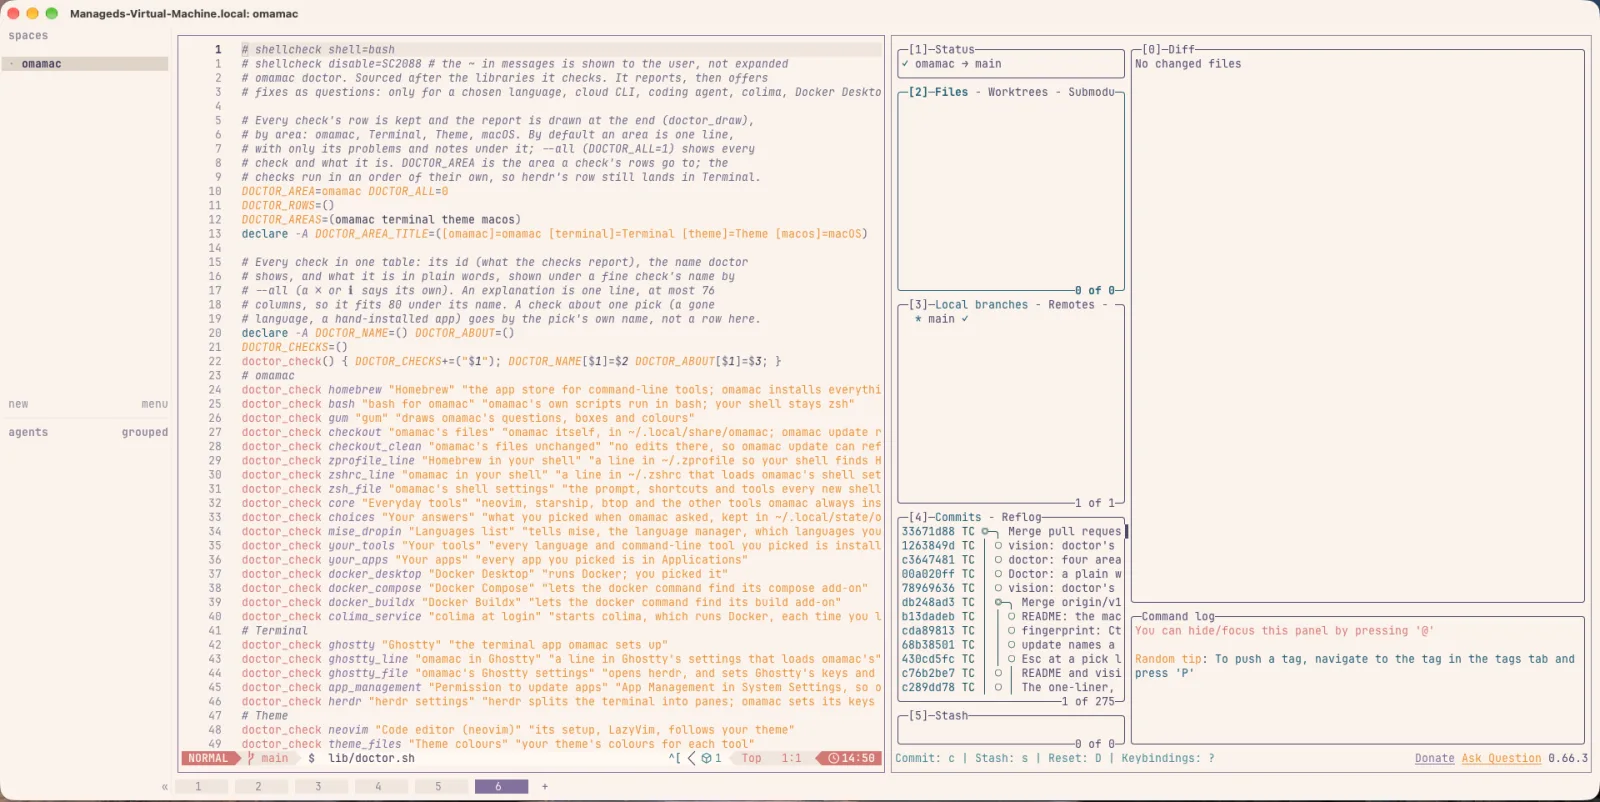 Manageds-Virtual-Machine.local: omamac
spaces
· omamac
new menu
agents grouped
1 # shellcheck shell=bash
1 # shellcheck disable=SC2088 # the ~ in messages is shown to the user, not expanded
2 # omamac doctor. Sourced after the libraries it checks. It reports, then offers
3 # fixes as questions: only for a chosen language, cloud CLI, coding agent, colima, Docker Deskto
4
5 # Every check's row is kept and the report is drawn at the end (doctor_draw),
6 # by area: omamac, Terminal, Theme, macOS. By default an area is one line,
7 # with only its problems and notes under it; --all (DOCTOR_ALL=1) shows every
8 # check and what it is. DOCTOR_AREA is the area a check's rows go to; the
9 # checks run in an order of their own, so herdr's row still lands in Terminal.
10 DOCTOR_AREA=omamac DOCTOR_ALL=0
11 DOCTOR_ROWS=()
12 DOCTOR_AREAS=(omamac terminal theme macos)
13 declare -A DOCTOR_AREA_TITLE=([omamac]=omamac [terminal]=Terminal [theme]=Theme [macos]=macOS)
14
15 # Every check in one table: its id (what the checks report), the name doctor
16 # shows, and what it is in plain words, shown under a fine check's name by
17 # --all (a × or ℹ says its own). An explanation is one line, at most 76
18 # columns, so it fits 80 under its name. A check about one pick (a gone
19 # language, a hand-installed app) goes by the pick's own name, not a row here.
20 declare -A DOCTOR_NAME=() DOCTOR_ABOUT=()
21 DOCTOR_CHECKS=()
22 doctor_check() { DOCTOR_CHECKS+=("$1"); DOCTOR_NAME[$1]=$2 DOCTOR_ABOUT[$1]=$3; }
23 # omamac
24 doctor_check homebrew "Homebrew" "the app store for command-line tools; omamac installs everythi
25 doctor_check bash "bash for omamac" "omamac's own scripts run in bash; your shell stays zsh"
26 doctor_check gum "gum" "draws omamac's questions, boxes and colours"
27 doctor_check checkout "omamac's files" "omamac itself, in ~/.local/share/omamac; omamac update r
28 doctor_check checkout_clean "omamac's files unchanged" "no edits there, so omamac update can ref
29 doctor_check zprofile_line "Homebrew in your shell" "a line in ~/.zprofile so your shell finds H
30 doctor_check zshrc_line "omamac in your shell" "a line in ~/.zshrc that loads omamac's shell set
31 doctor_check zsh_file "omamac's shell settings" "the prompt, shortcuts and tools every new shell
32 doctor_check core "Everyday tools" "neovim, starship, btop and the other tools omamac always ins
33 doctor_check choices "Your answers" "what you picked when omamac asked, kept in ~/.local/state/o
34 doctor_check mise_dropin "Languages list" "tells mise, the language manager, which languages you
35 doctor_check your_tools "Your tools" "every language and command-line tool you picked is install
36 doctor_check your_apps "Your apps" "every app you picked is in Applications"
37 doctor_check docker_desktop "Docker Desktop" "runs Docker; you picked it"
38 doctor_check docker_compose "Docker Compose" "lets the docker command find its compose add-on"
39 doctor_check docker_buildx "Docker Buildx" "lets the docker command find its build add-on"
40 doctor_check colima_service "colima at login" "starts colima, which runs Docker, each time you l
41 # Terminal
42 doctor_check ghostty "Ghostty" "the terminal app omamac sets up"
43 doctor_check ghostty_line "omamac in Ghostty" "a line in Ghostty's settings that loads omamac's"
44 doctor_check ghostty_file "omamac's Ghostty settings" "opens herdr, and sets Ghostty's keys and
45 doctor_check app_management "Permission to update apps" "App Management in System Settings, so o
46 doctor_check herdr "herdr settings" "herdr splits the terminal into panes; omamac sets its keys
47 # Theme
48 doctor_check neovim "Code editor (neovim)" "its setup, LazyVim, follows your theme"
49 doctor_check theme_files "Theme colours" "your theme's colours for each tool"
NORMAL main $ lib/doctor.sh ^[ 1 Top 1:1 14:50
[1]-Status
✓ omamac → main
[2]-Files - Worktrees - Submodu
0 of 0
[3]-Local branches - Remotes -
* main ✓
1 of 1
[4]-Commits - Reflog
33671d88 TC Merge pull reques
1263849d TC vision: doctor's
c3647481 TC doctor: four area
00a020ff TC Doctor: a plain w
78969636 TC vision: doctor's
db248ad3 TC Merge origin/v1
b13dadeb TC README: the mac
cda89813 TC fingerprint: Ct
68b38501 TC update names a
430cd5fc TC Esc at a pick l
c76b2be7 TC README and visi
c289dd78 TC The one-liner,
1 of 275
[5]-Stash
0 of 0
[0]-Diff
No changed files
Command log
You can hide/focus this panel by pressing '@'
Random tip: To push a tag, navigate to the tag in the tags tab and
press 'P'
Commit: c | Stash: s | Reset: D | Keybindings: ? Donate Ask Question 0.66.3
« 1 2 3 4 5 6 +